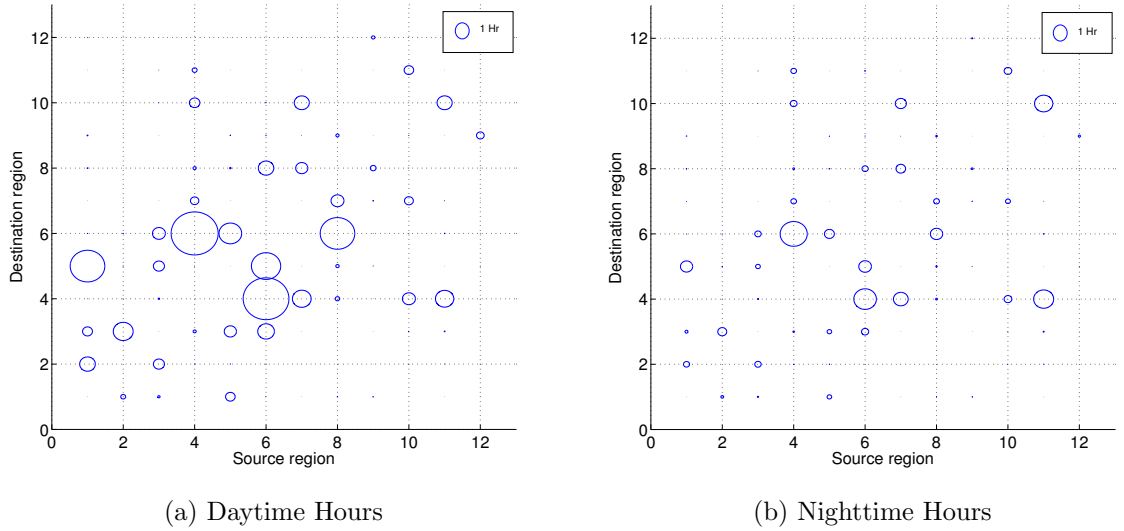 1 Hr
12
10
8
6
4
2
0
Destination region
0 2 4 6 8 10 12
Source region
(a) Daytime Hours
1 Hr
12
10
8
6
4
2
0
Destination region
0 2 4 6 8 10 12
Source region
(b) Nighttime Hours